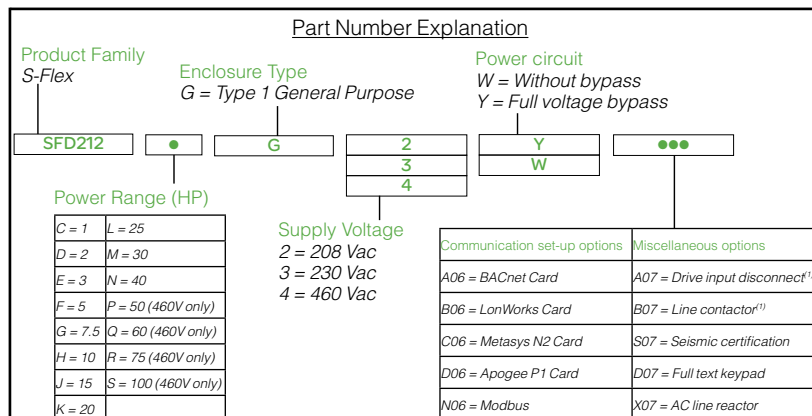 Part Number Explanation
Product Family
S-Flex
Enclosure Type
G = Type 1 General Purpose
Power circuit
W = Without bypass
Y = Full voltage bypass
SFD212 ● G 2 Y ●●●
3 W
4
Power Range (HP)
C = 1 L = 25
D = 2 M = 30
E = 3 N = 40
F = 5 P = 50 (460V only)
G = 7.5 Q = 60 (460V only)
H = 10 R = 75 (460V only)
J = 15 S = 100 (460V only)
K = 20
Supply Voltage
2 = 208 Vac
3 = 230 Vac
4 = 460 Vac
Communication set-up options Miscellaneous options
A06 = BACnet Card A07 = Drive input disconnect(1)
B06 = LonWorks Card B07 = Line contactor(1)
C06 = Metasys N2 Card S07 = Seismic certification
D06 = Apogee P1 Card D07 = Full text keypad
N06 = Modbus X07 = AC line reactor